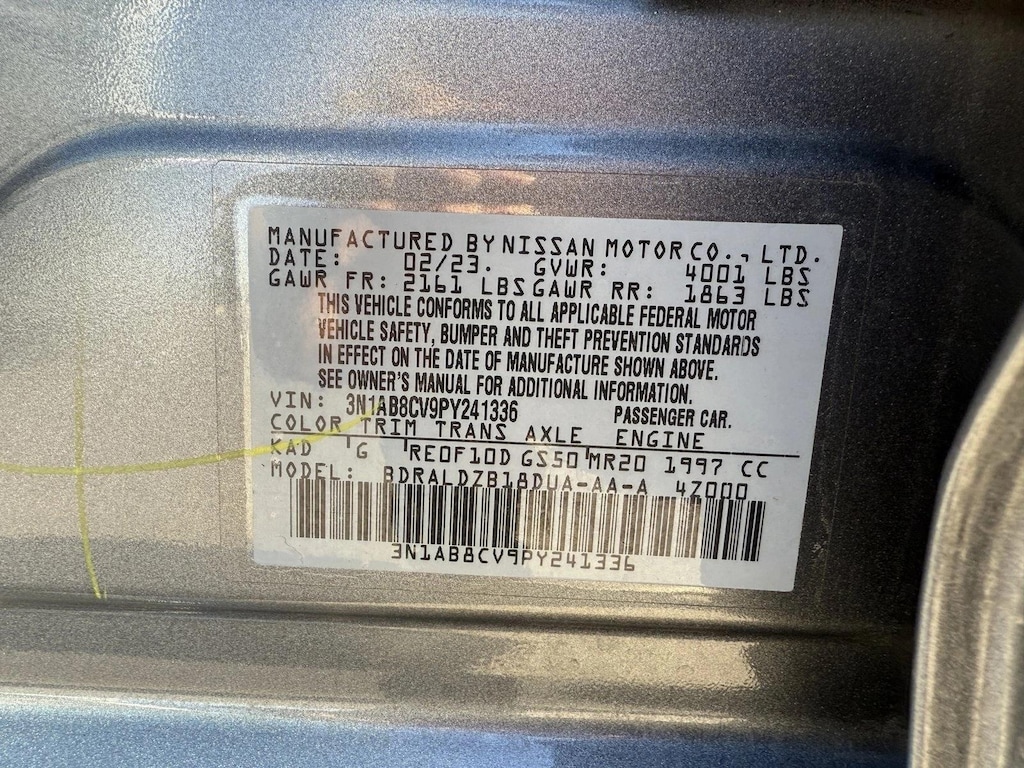 MANUFACTURED BY NISSAN MOTOR CO., LTD.
DATE: 02/23. GVWR: 4001 LBS
GAWR FR: 2161 LBS GAWR RR: 1863 LBS
THIS VEHICLE CONFORMS TO ALL APPLICABLE FEDERAL MOTOR
VEHICLE SAFETY, BUMPER AND THEFT PREVENTION STANDARDS
IN EFFECT ON THE DATE OF MANUFACTURE SHOWN ABOVE.
SEE OWNER'S MANUAL FOR ADDITIONAL INFORMATION.
VIN: 3N1AB8CV9PY241336 PASSENGER CAR.
COLOR TRIM TRANS AXLE ENGINE
KAD G RE0F10D GS50 MR20 1997 CC
MODEL: BDRALDZB18DUA-AA-A 4Z000
3N1AB8CV9PY241336